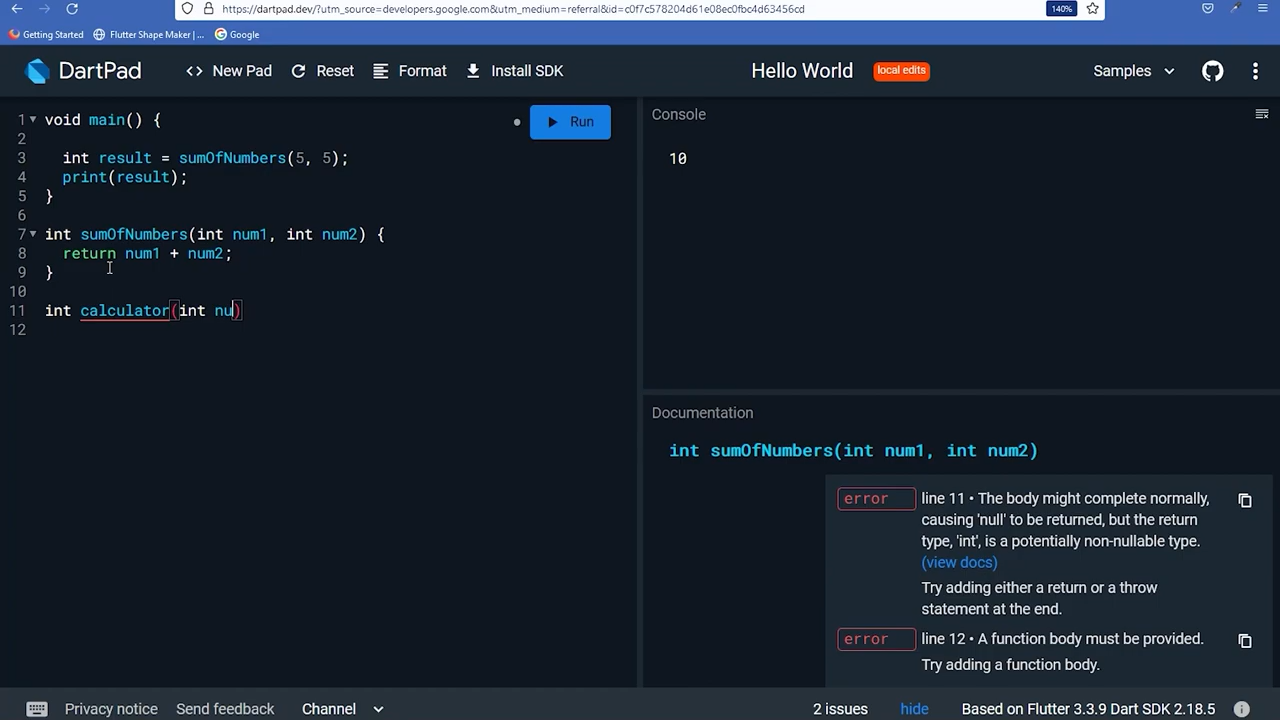 https://dartpad.dev/?utm_source=developers.google.com&utm_medium=referral&id=c0f7c578204d61e08ec0fbc4d63456cd
140%
Getting Started
Flutter Shape Maker | ...
Google
DartPad
<> New Pad
Reset
Format
Install SDK
Hello World
local edits
Samples
1 void main() {
2
3 int result = sumOfNumbers(5, 5);
4 print(result);
5 }
6
7 int sumOfNumbers(int num1, int num2) {
8 return num1 + num2;
9 }
10
11 int calculator(int nu)
12
Run
Console
10
Documentation
int sumOfNumbers(int num1, int num2)
error line 11 • The body might complete normally,
causing 'null' to be returned, but the return
type, 'int', is a potentially non-nullable type.
(view docs)
Try adding either a return or a throw
statement at the end.
error line 12 • A function body must be provided.
Try adding a function body.
Privacy notice
Send feedback
Channel
2 issues
hide
Based on Flutter 3.3.9 Dart SDK 2.18.5